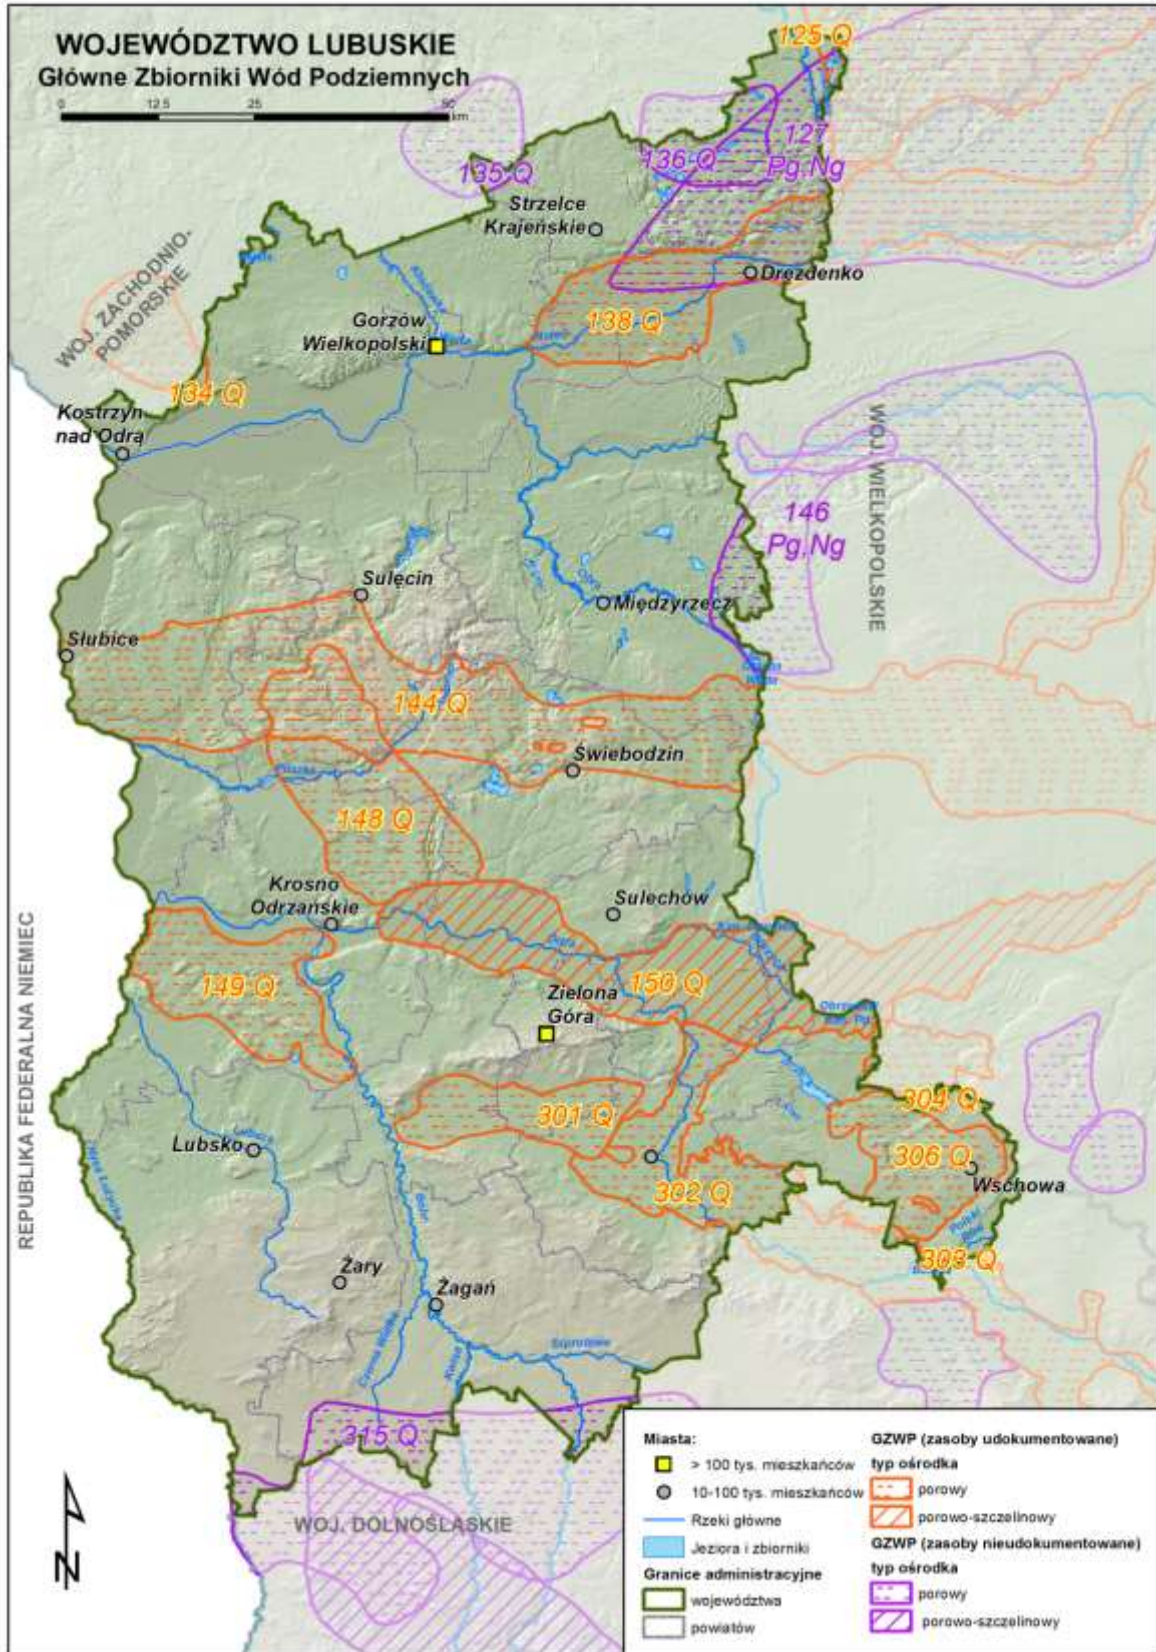 WOJEWÓDZTWO LUBUSKIE
Główne Zbiorniki Wód Podziemnych
0 12.5 25 50
km
125 Q
127
Pg,Ng
136 Q
135 Q
Strzelce
Krajeńskie
WOJ. ZACHODNIO-
POMORSKIE
Drezdenko
138 Q
Gorzów
Wielkopolski
134 Q
Kostrzyn
nad Odrą
WOJ. WIELKOPOLSKIE
146
Pg,Ng
Sulęcin
Obra
Międzyrzecz
Słubice
144 Q
Świebodzin
148 Q
Krosno
Odrzańskie
Sulechów
Odra
REPUBLIKA FEDERALNA NIEMIEC
149 Q
150 Q
Zielona
Góra
304 Q
301 Q
306 Q
Lubsko
Wschowa
302 Q
Bóbr
303 Q
Żary
Żagań
315 Q
WOJ. DOLNOŚLĄSKIE
N
Miasta:
> 100 tys. mieszkańców
10-100 tys. mieszkańców
Rzeki główne
Jeziora i zbiorniki
Granice administracyjne
województwa
powiatów
GZWP (zasoby udokumentowane)
typ ośrodka
porowy
porowo-szczelinowy
GZWP (zasoby nieudokumentowane)
typ ośrodka
porowy
porowo-szczelinowy